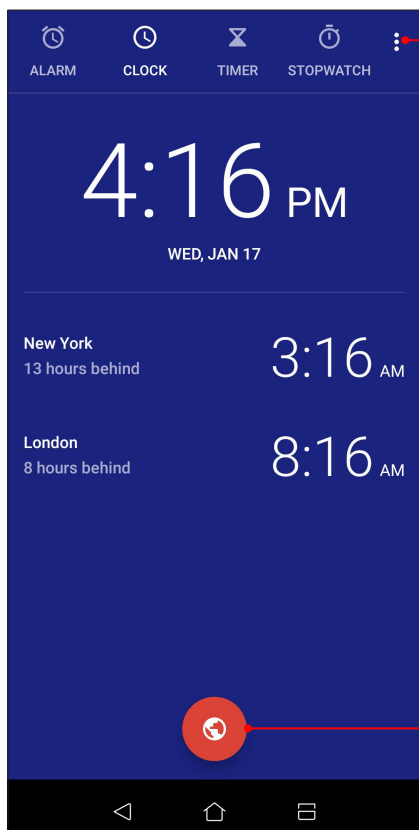 ALARM CLOCK TIMER STOPWATCH
4:16 PM
WED, JAN 17
New York 3:16 AM
13 hours behind
London 8:16 AM
8 hours behind